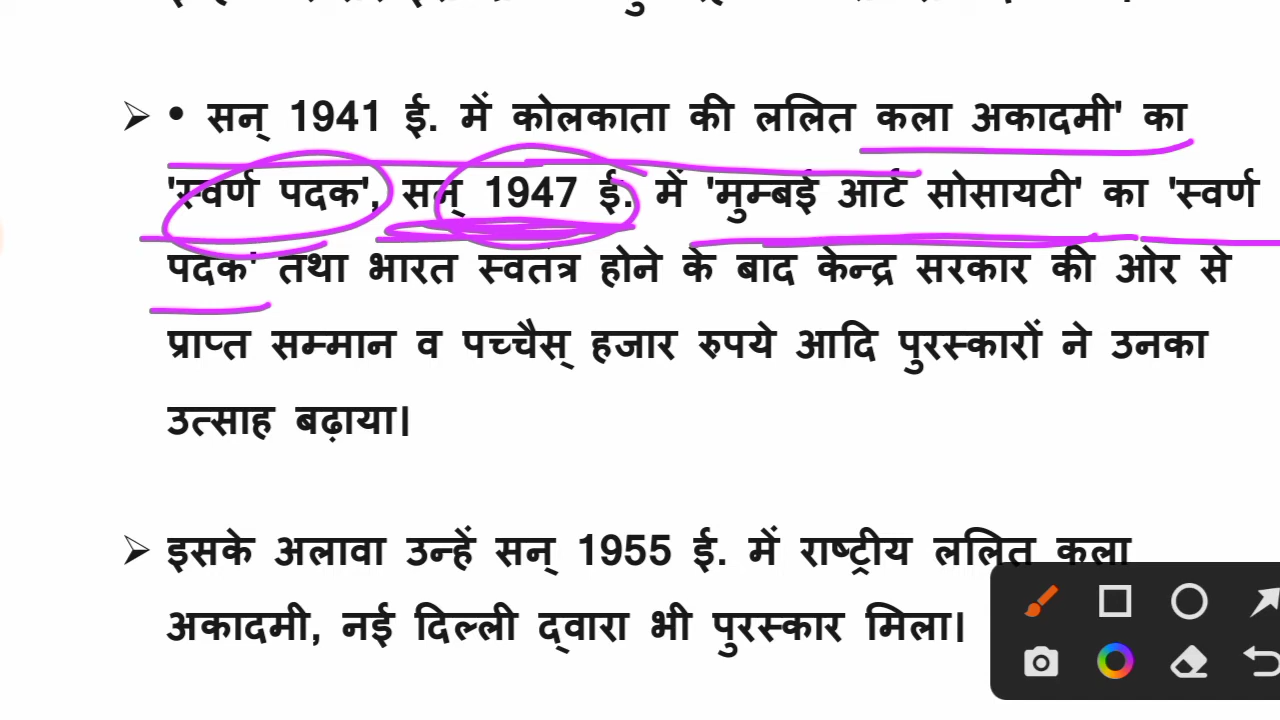 ➢ • सन् 1941 ई. में कोलकाता की ललित कला अकादमी' का
'स्वर्ण पदक', सन् 1947 ई. में 'मुम्बई आर्ट सोसायटी' का 'स्वर्ण
पदक' तथा भारत स्वतंत्र होने के बाद केन्द्र सरकार की ओर से
प्राप्त सम्मान व पच्चैस् हजार रुपये आदि पुरस्कारों ने उनका
उत्साह बढ़ाया।
➢ इसके अलावा उन्हें सन् 1955 ई. में राष्ट्रीय ललित कला
अकादमी, नई दिल्ली द्वारा भी पुरस्कार मिला।